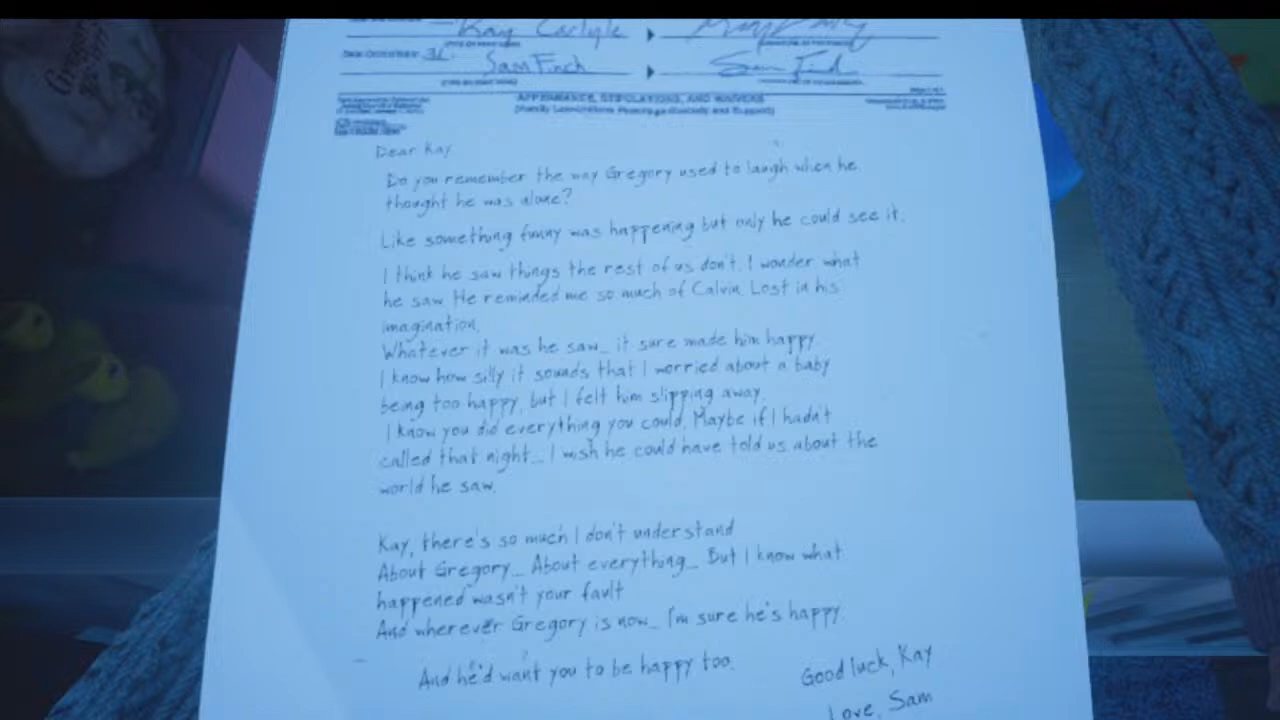 Kay Carlyle
31
Sam Finch Sam Finch
APPEARANCE, STIPULATIONS, AND WAIVERS
Dear Kay
Do you remember the way Gregory used to laugh when he
thought he was alone?
Like something funny was happening but only he could see it.
I think he saw things the rest of us don't. I wonder what
he saw. He reminded me so much of Calvin. Lost in his
imagination.
Whatever it was he saw... it sure made him happy.
I know how silly it sounds that I worried about a baby
being too happy, but I felt him slipping away.
I know you did everything you could. Maybe if I hadn't
called that night... I wish he could have told us about the
world he saw.
Kay, there's so much I don't understand
About Gregory... About everything... But I know what
happened wasn't your fault
And wherever Gregory is now... I'm sure he's happy.
And he'd want you to be happy too.
Good luck, Kay
Love, Sam